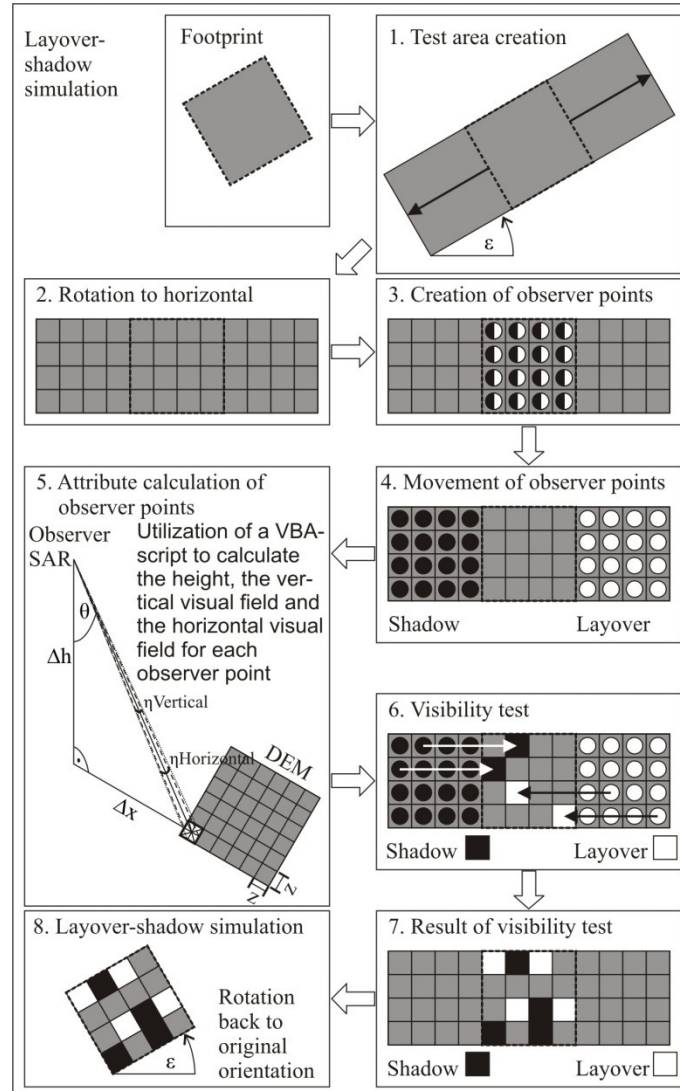 Layover-
shadow
simulation
Footprint
1. Test area creation
ε
2. Rotation to horizontal
3. Creation of observer points
4. Movement of observer points
Shadow
Layover
5. Attribute calculation of
observer points
Observer
SAR
Utilization of a VBA-
script to calculate
the height, the ver-
tical visual field and
the horizontal visual
field for each
observer point
θ
Δh
ηVertical
ηHorizontal
Δx
DEM
z
z
6. Visibility test
Shadow
Layover
7. Result of visibility test
Shadow
Layover
8. Layover-shadow simulation
Rotation
back to
original
orientation
ε